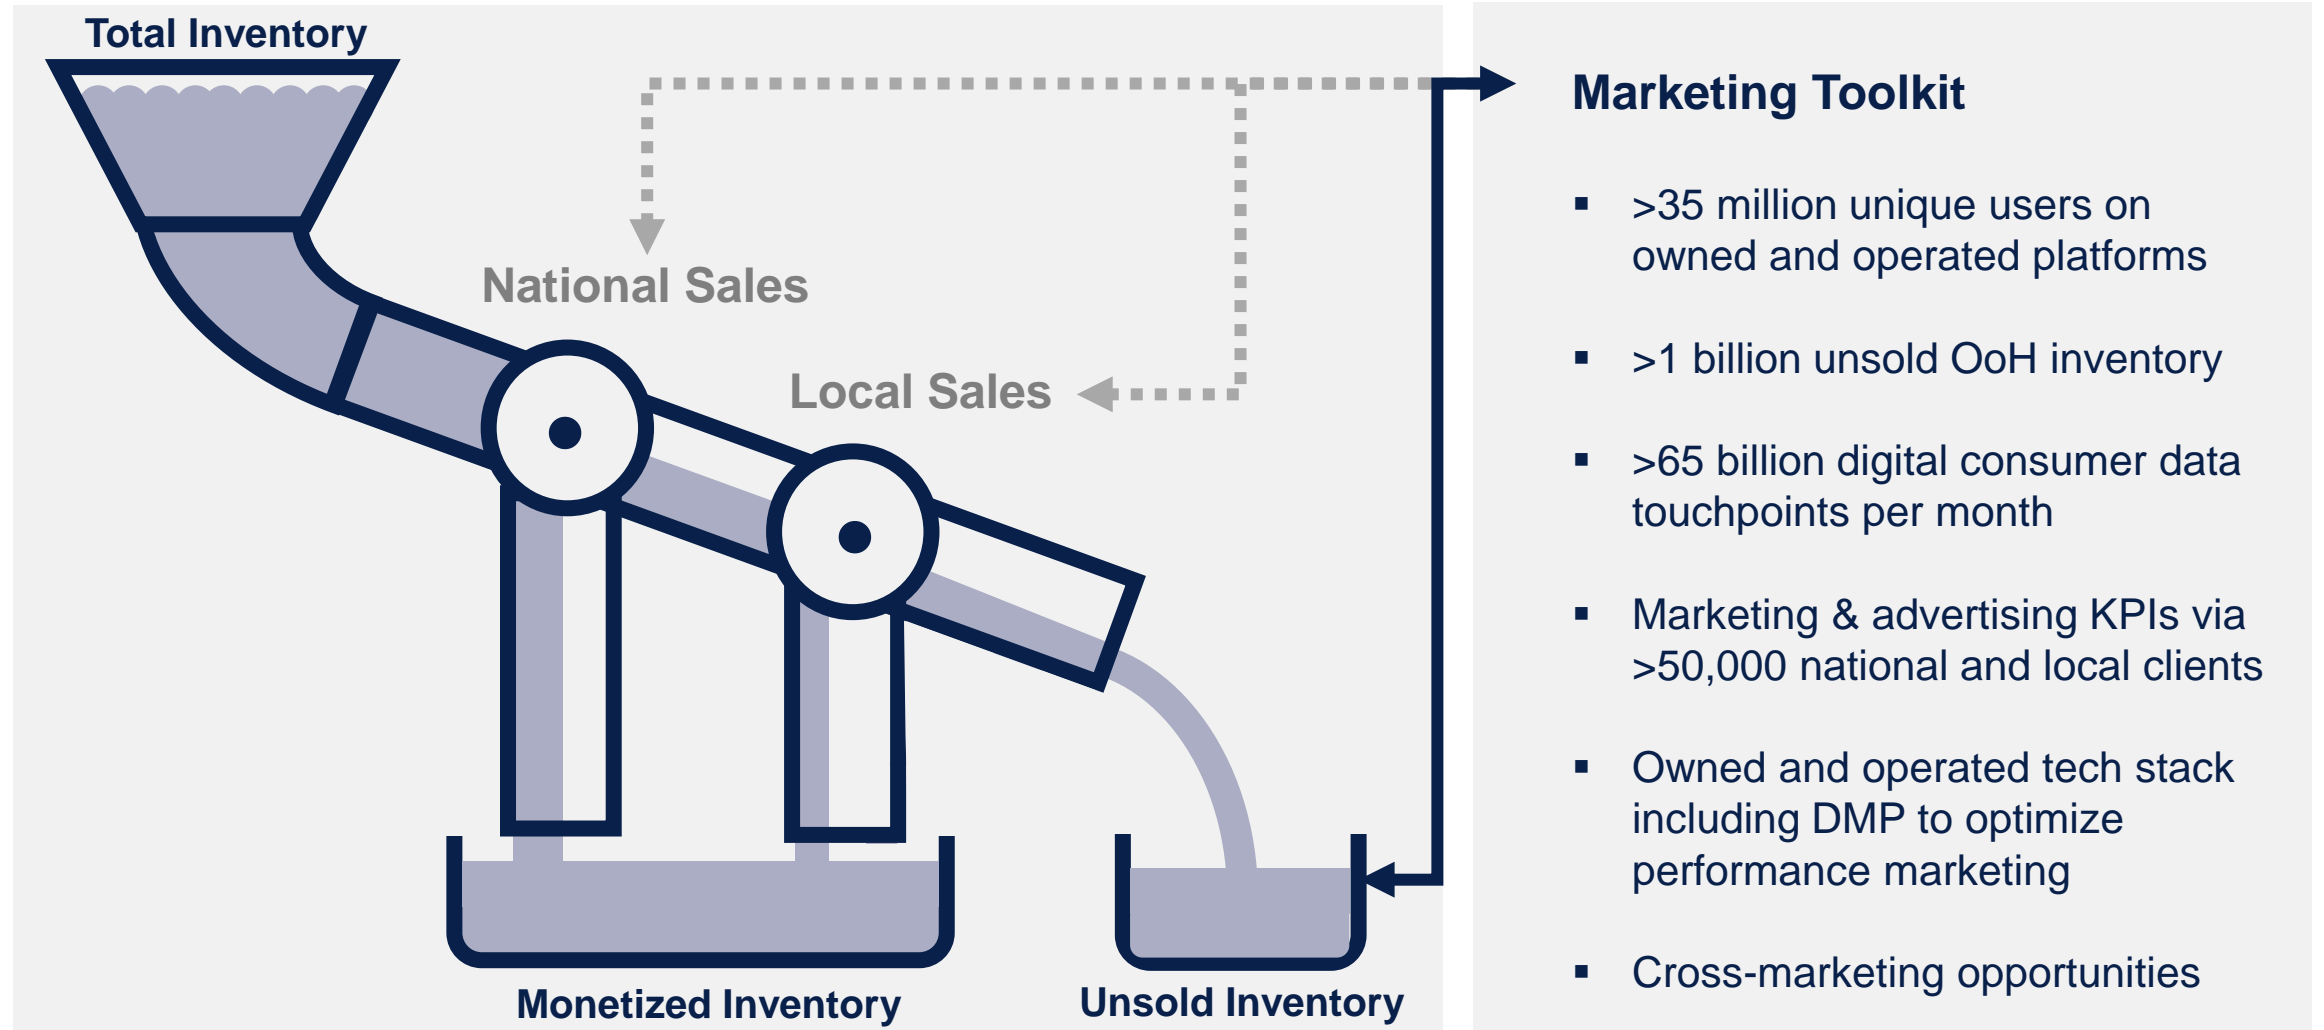 Total Inventory
National Sales
Local Sales
Monetized Inventory
Unsold Inventory
Marketing Toolkit
▪ >35 million unique users on
owned and operated platforms
▪ >1 billion unsold OoH inventory
▪ >65 billion digital consumer data
touchpoints per month
▪ Marketing & advertising KPIs via
>50,000 national and local clients
▪ Owned and operated tech stack
including DMP to optimize
performance marketing
▪ Cross-marketing opportunities